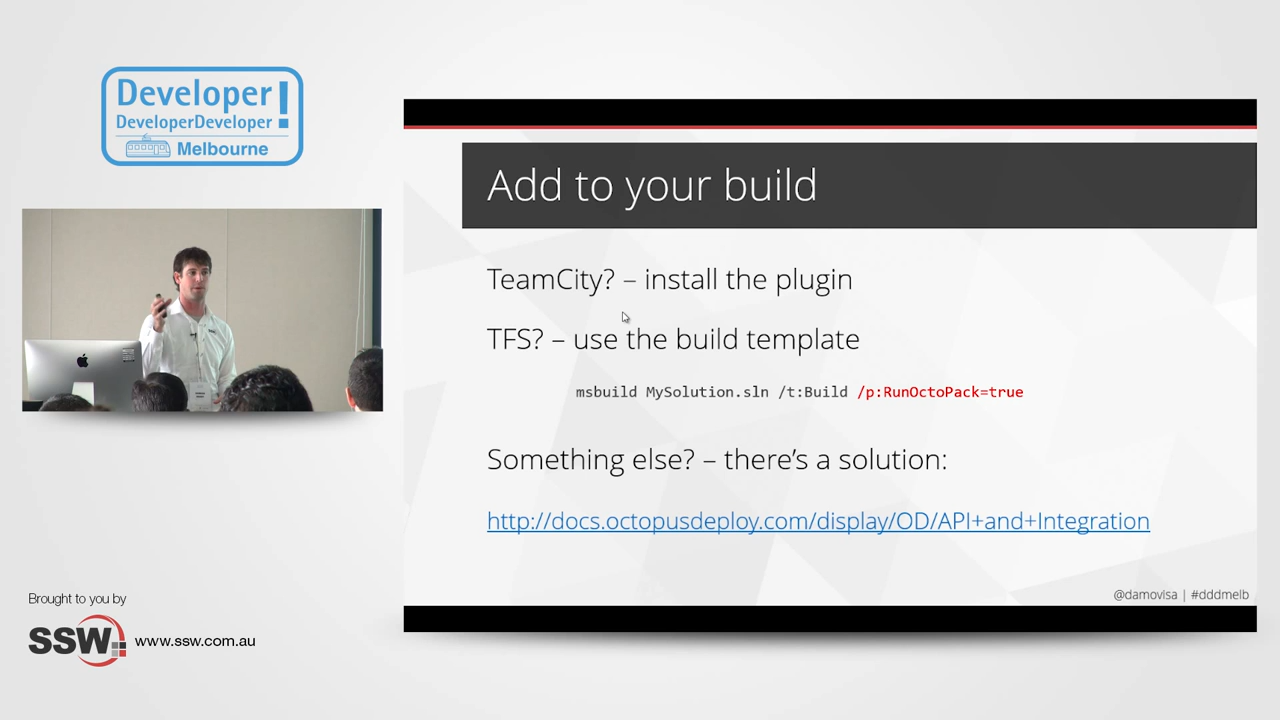 Developer!
DeveloperDeveloper
Melbourne
Add to your build
TeamCity? – install the plugin
TFS? – use the build template
msbuild MySolution.sln /t:Build /p:RunOctoPack=true
Something else? – there's a solution:
http://docs.octopusdeploy.com/display/OD/API+and+Integration
@damovisa | #dddmelb
Brought to you by
SSW
www.ssw.com.au